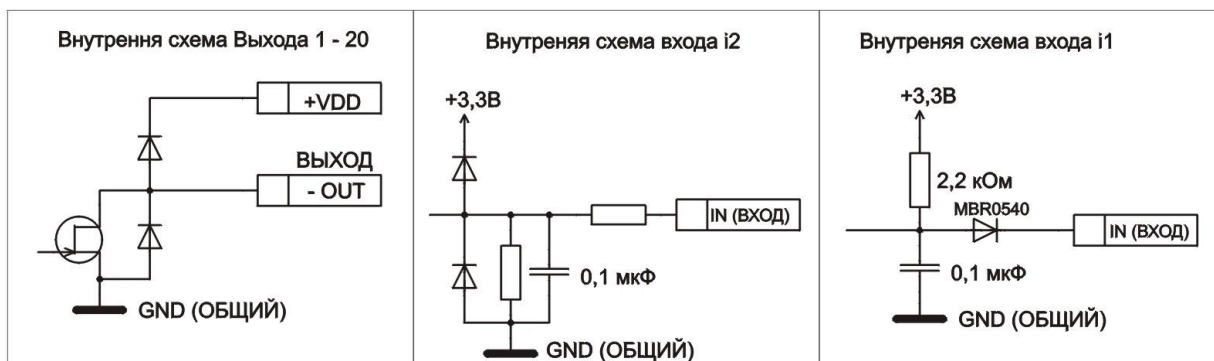 Внутрення схема Выхода 1 - 20
+VDD
ВЫХОД
- OUT
GND (ОБЩИЙ)
Внутреняя схема входа i2
+3,3В
IN (ВХОД)
0,1 мкФ
GND (ОБЩИЙ)
Внутреняя схема входа i1
+3,3В
2,2 кОм
MBR0540
IN (ВХОД)
0,1 мкФ
GND (ОБЩИЙ)